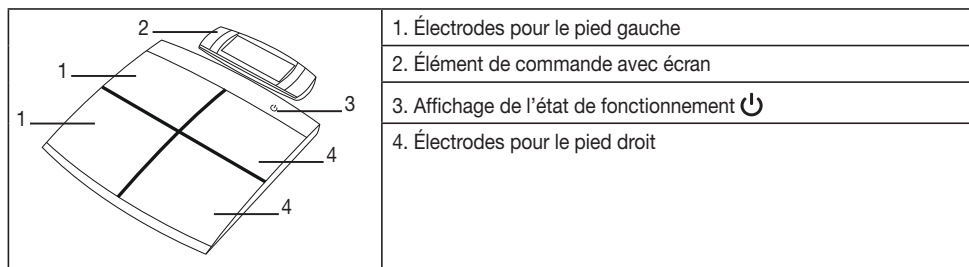 2
1
1
3
4
4
1. Électrodes pour le pied gauche
2. Élément de commande avec écran
3. Affichage de l'état de fonctionnement ⏻
4. Électrodes pour le pied droit